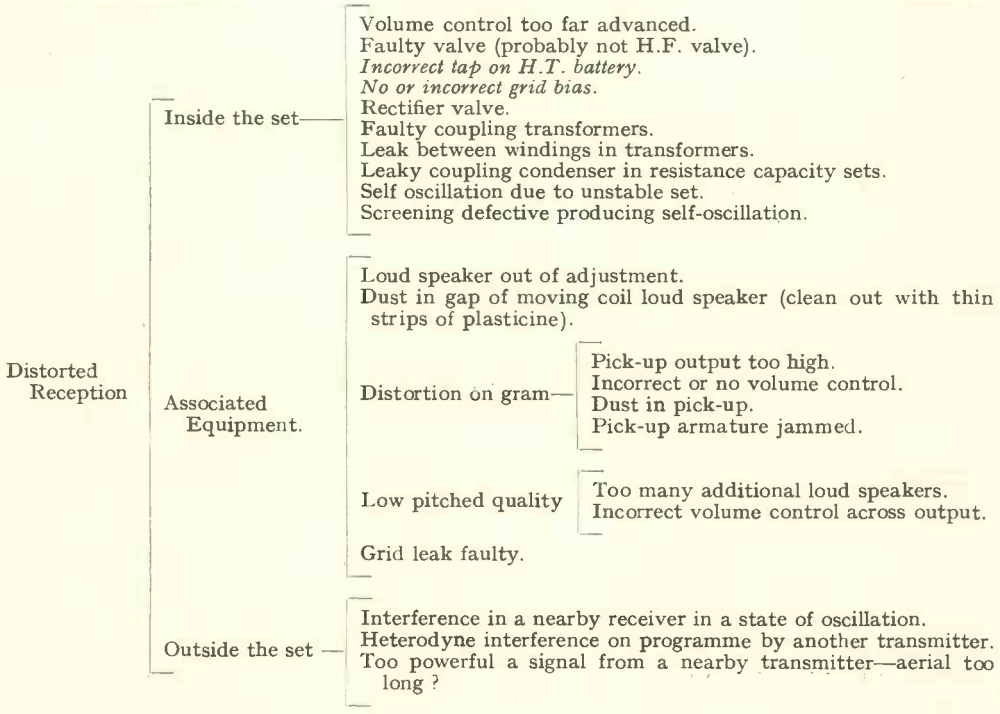 Distorted
Reception
Inside the set
Volume control too far advanced.
Faulty valve (probably not H.F. valve).
Incorrect tap on H.T. battery.
No or incorrect grid bias.
Rectifier valve.
Faulty coupling transformers.
Leak between windings in transformers.
Leaky coupling condenser in resistance capacity sets.
Self oscillation due to unstable set.
Screening defective producing self-oscillation.
Associated
Equipment.
Loud speaker out of adjustment.
Dust in gap of moving coil loud speaker (clean out with thin
strips of plasticine).
Distortion on gram—
Pick-up output too high.
Incorrect or no volume control.
Dust in pick-up.
Pick-up armature jammed.
Low pitched quality
Too many additional loud speakers.
Incorrect volume control across output.
Grid leak faulty.
Outside the set —
Interference in a nearby receiver in a state of oscillation.
Heterodyne interference on programme by another transmitter.
Too powerful a signal from a nearby transmitter—aerial too
long ?